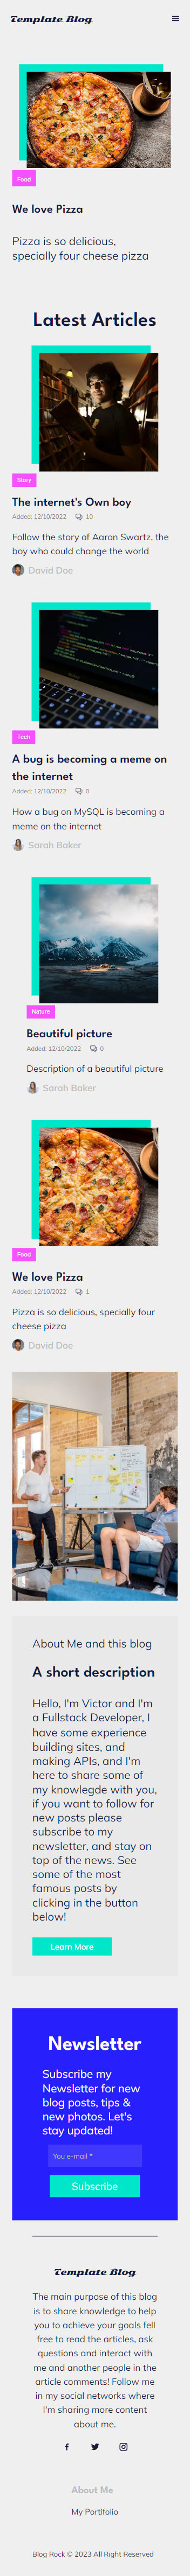 Template Blog
Food
We love Pizza
Pizza is so delicious,
specially four cheese pizza
Latest Articles
Story
The internet's Own boy
Added: 12/10/2022 10
Follow the story of Aaron Swartz, the
boy who could change the world
David Doe
Tech
A bug is becoming a meme on
the internet
Added: 12/10/2022 0
How a bug on MySQL is becoming a
meme on the internet
Sarah Baker
Nature
Beautiful picture
Added: 12/10/2022 0
Description of a beautiful picture
Sarah Baker
Food
We love Pizza
Added: 12/10/2022 1
Pizza is so delicious, specially four
cheese pizza
David Doe
About Me and this blog
A short description
Hello, I'm Victor and I'm
a Fullstack Developer, I
have some experience
building sites, and
making APIs, and I'm
here to share some of
my knowlegde with you,
if you want to follow for
new posts please
subscribe to my
newsletter, and stay on
top of the news. See
some of the most
famous posts by
clicking in the button
below!
Learn More
Newsletter
Subscribe my
Newsletter for new
blog posts, tips &
new photos. Let's
stay updated!
You e-mail *
Subscribe
Template Blog
The main purpose of this blog
is to share knowledge to help
you to achieve your goals fell
free to read the articles, ask
questions and interact with
me and another people in the
article comments! Follow me
in my social networks where
I'm sharing more content
about me.
About Me
My Portifolio
Blog Rock © 2023 All Right Reserved